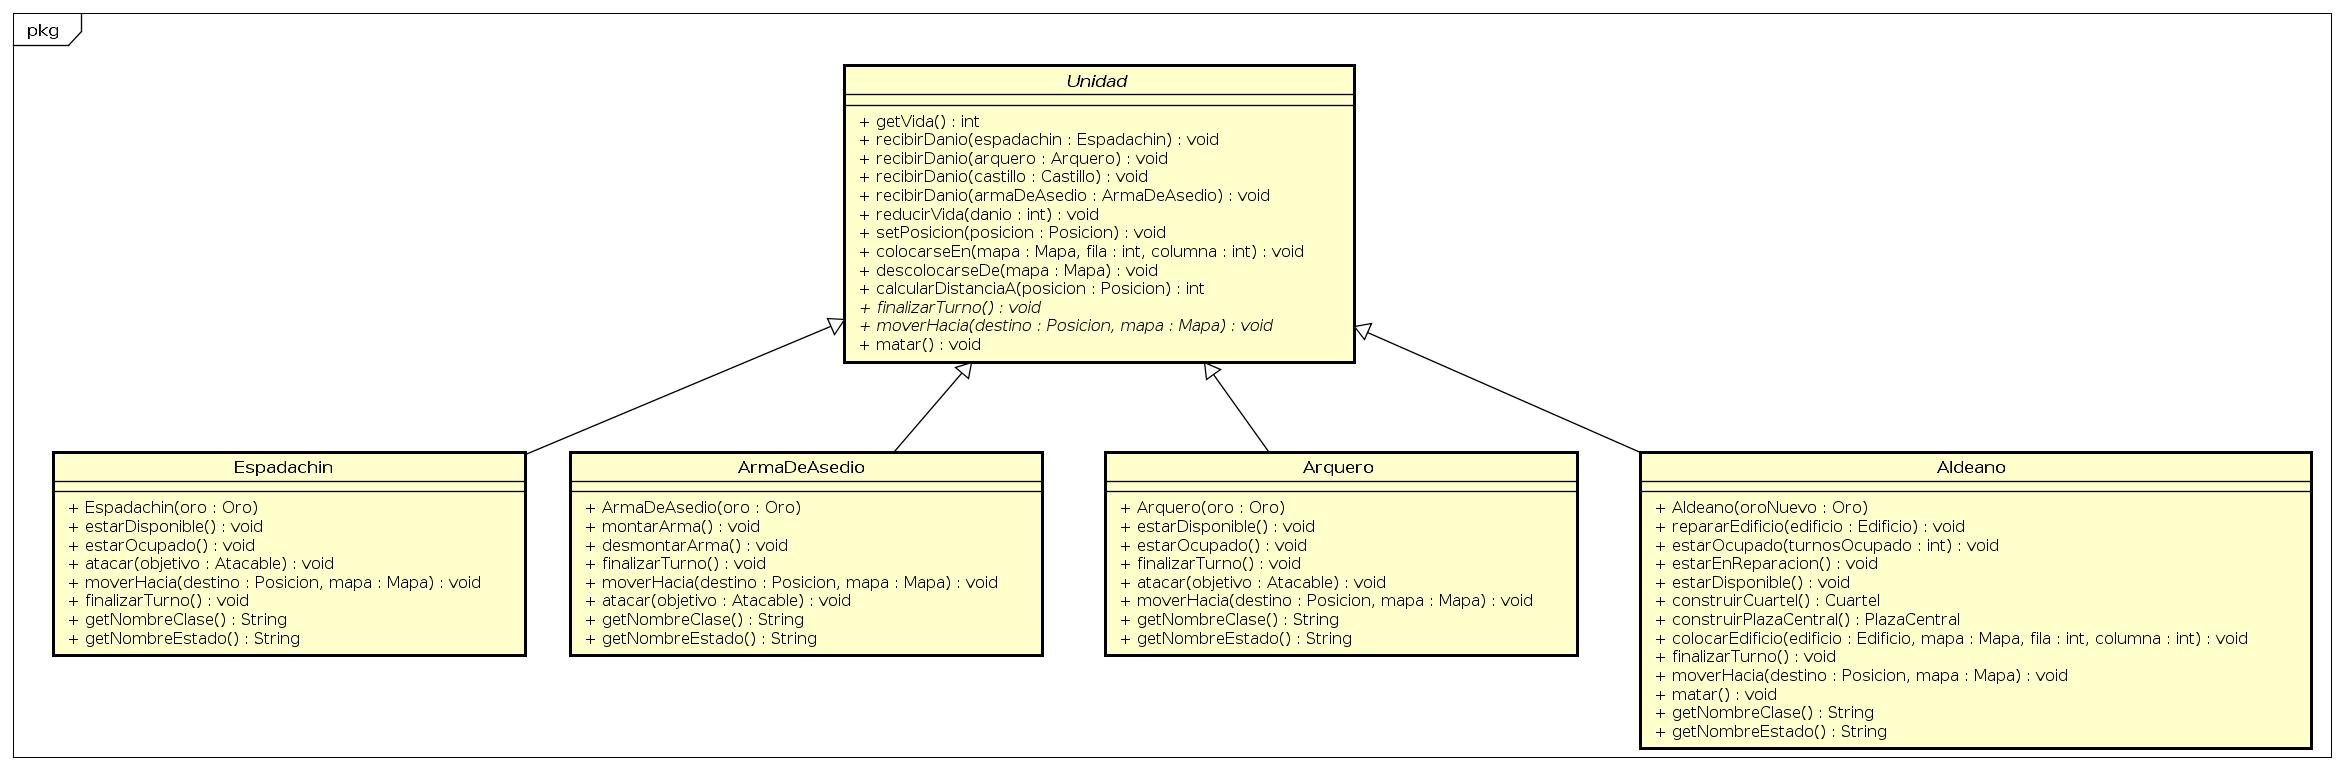 pkg
Unidad
+ getVida() : int
+ recibirDanio(espadachin : Espadachin) : void
+ recibirDanio(arquero : Arquero) : void
+ recibirDanio(castillo : Castillo) : void
+ recibirDanio(armaDeAsedio : ArmaDeAsedio) : void
+ reducirVida(danio : int) : void
+ setPosicion(posicion : Posicion) : void
+ colocarseEn(mapa : Mapa, fila : int, columna : int) : void
+ descolocarseDe(mapa : Mapa) : void
+ calcularDistanciaA(posicion : Posicion) : int
+ finalizarTurno() : void
+ moverHacia(destino : Posicion, mapa : Mapa) : void
+ matar() : void
Espadachin
+ Espadachin(oro : Oro)
+ estarDisponible() : void
+ estarOcupado() : void
+ atacar(objetivo : Atacable) : void
+ moverHacia(destino : Posicion, mapa : Mapa) : void
+ finalizarTurno() : void
+ getNombreClase() : String
+ getNombreEstado() : String
ArmaDeAsedio
+ ArmaDeAsedio(oro : Oro)
+ montarArma() : void
+ desmontarArma() : void
+ finalizarTurno() : void
+ moverHacia(destino : Posicion, mapa : Mapa) : void
+ atacar(objetivo : Atacable) : void
+ getNombreClase() : String
+ getNombreEstado() : String
Arquero
+ Arquero(oro : Oro)
+ estarDisponible() : void
+ estarOcupado() : void
+ finalizarTurno() : void
+ atacar(objetivo : Atacable) : void
+ moverHacia(destino : Posicion, mapa : Mapa) : void
+ getNombreClase() : String
+ getNombreEstado() : String
Aldeano
+ Aldeano(oroNuevo : Oro)
+ repararEdificio(edificio : Edificio) : void
+ estarOcupado(turnosOcupado : int) : void
+ estarEnReparacion() : void
+ estarDisponible() : void
+ construirCuartel() : Cuartel
+ construirPlazaCentral() : PlazaCentral
+ colocarEdificio(edificio : Edificio, mapa : Mapa, fila : int, columna : int) : void
+ finalizarTurno() : void
+ moverHacia(destino : Posicion, mapa : Mapa) : void
+ matar() : void
+ getNombreClase() : String
+ getNombreEstado() : String